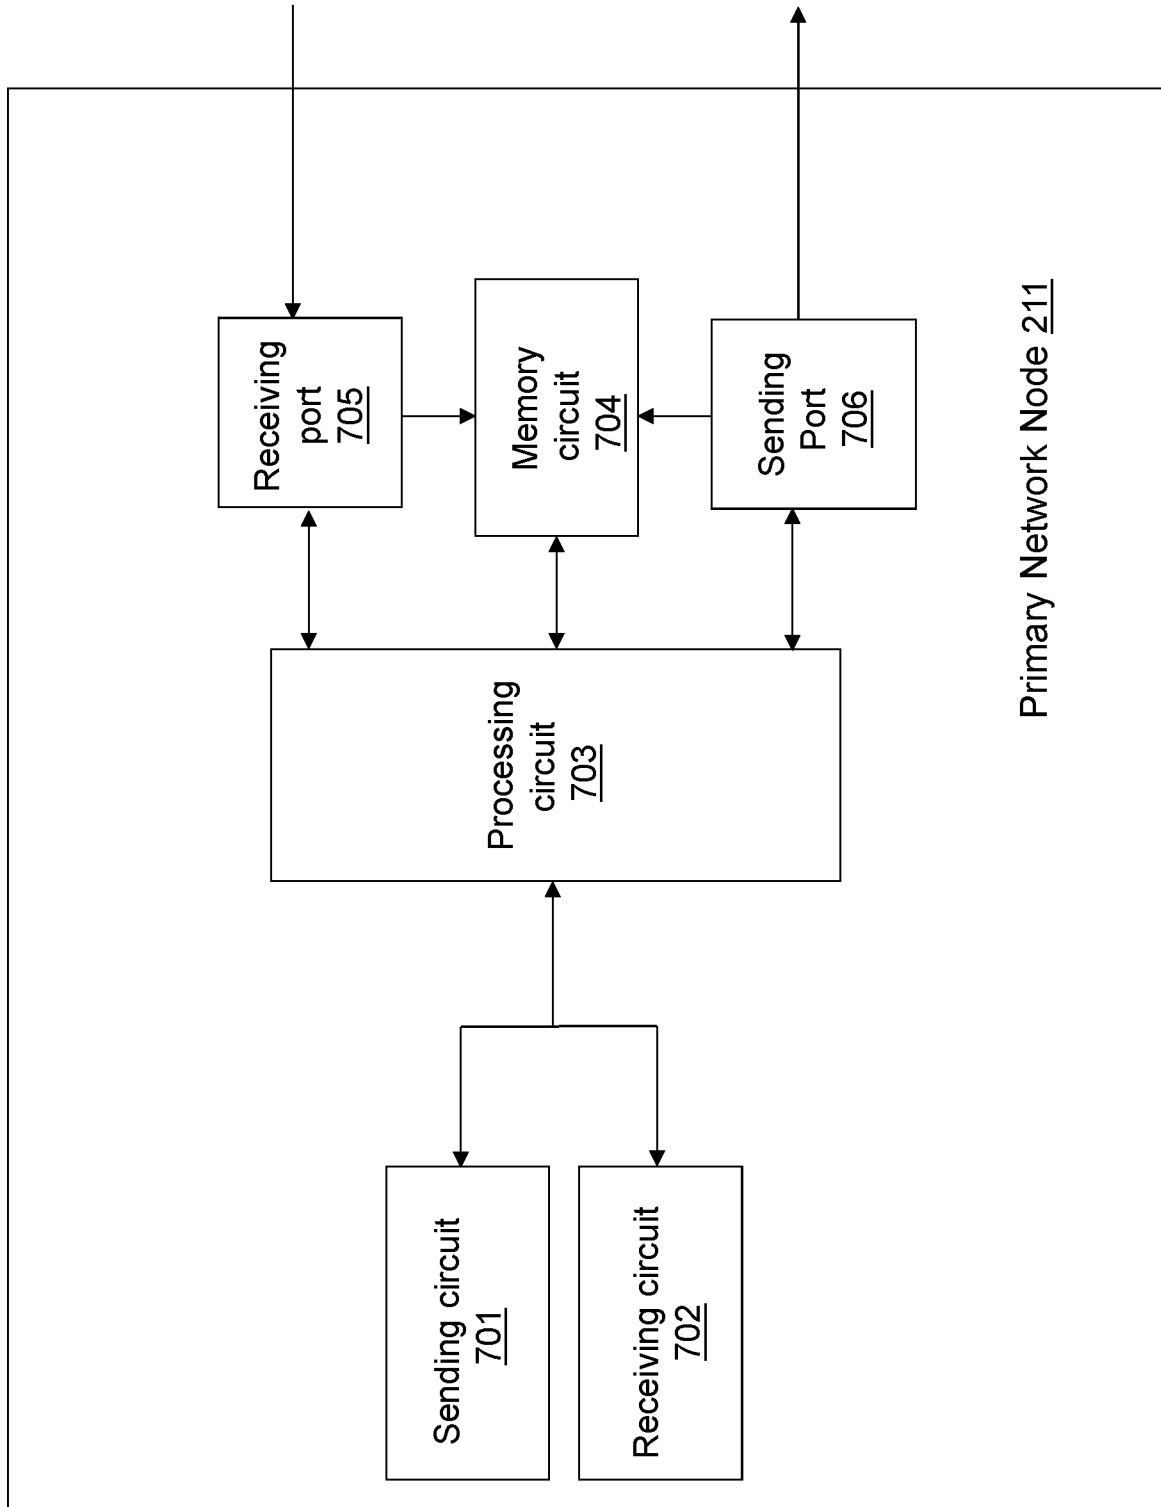 Sending circuit
701
Receiving circuit
702
Processing
circuit
703
Receiving
port
705
Memory
circuit
704
Sending
Port
706
Primary Network Node 211